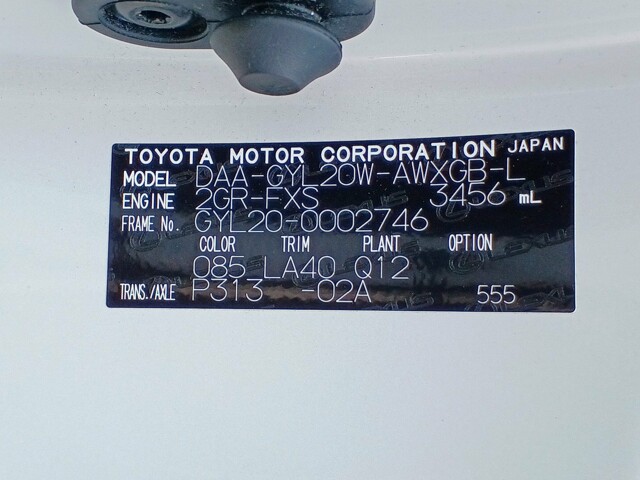 TOYOTA MOTOR CORPORATION JAPAN
MODEL DAA-GYL20W-AWXGB-L
ENGINE 2GR-FXS 3456 mL
FRAME No. GYL20-0002746
COLOR TRIM PLANT OPTION
085 LA40 Q12
TRANS./AXLE P313 -02A 555